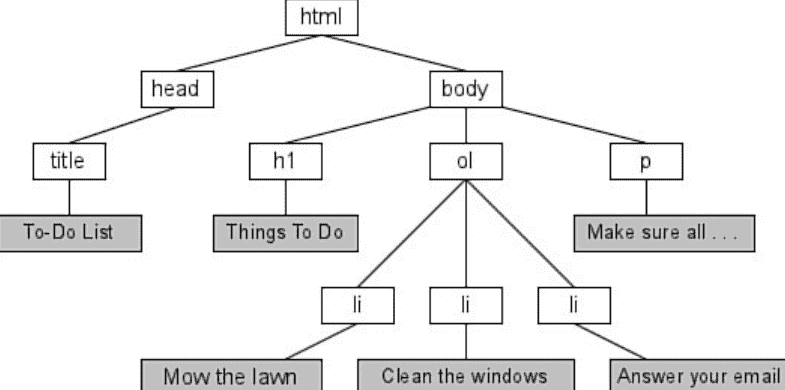 html
head
body
title
h1
ol
p
To-Do List
Things To Do
Make sure all . . .
li
li
li
Mow the lawn
Clean the windows
Answer your email